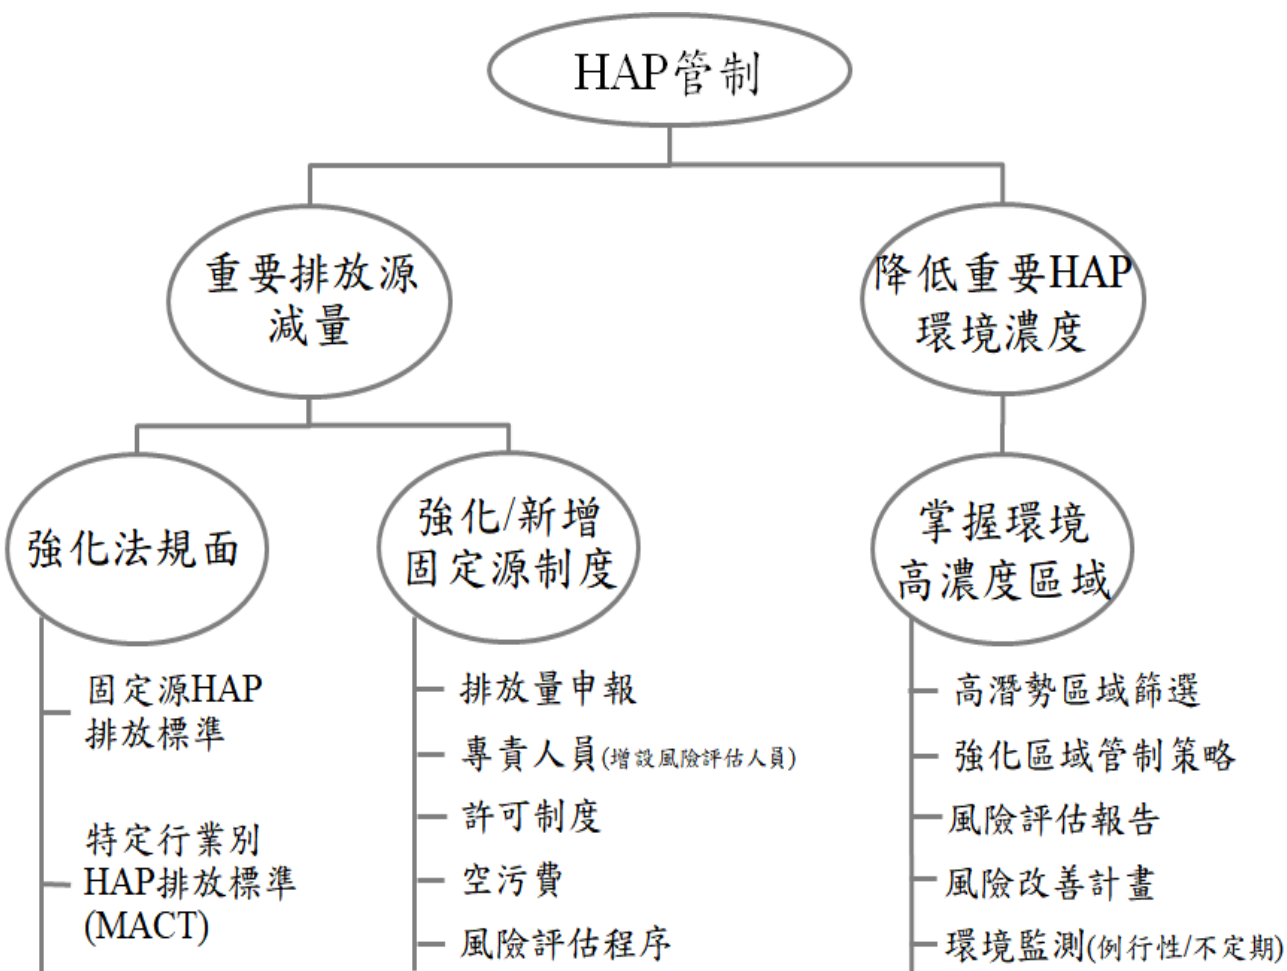 HAP管制
重要排放源
減量
降低重要HAP
環境濃度
強化法規面
強化/新增
固定源制度
掌握環境
高濃度區域
固定源HAP
排放標準
特定行業別
HAP排放標準
(MACT)
排放量申報
專責人員(增設風險評估人員)
許可制度
空污費
風險評估程序
高潛勢區域篩選
強化區域管制策略
風險評估報告
風險改善計畫
環境監測(例行性/不定期)